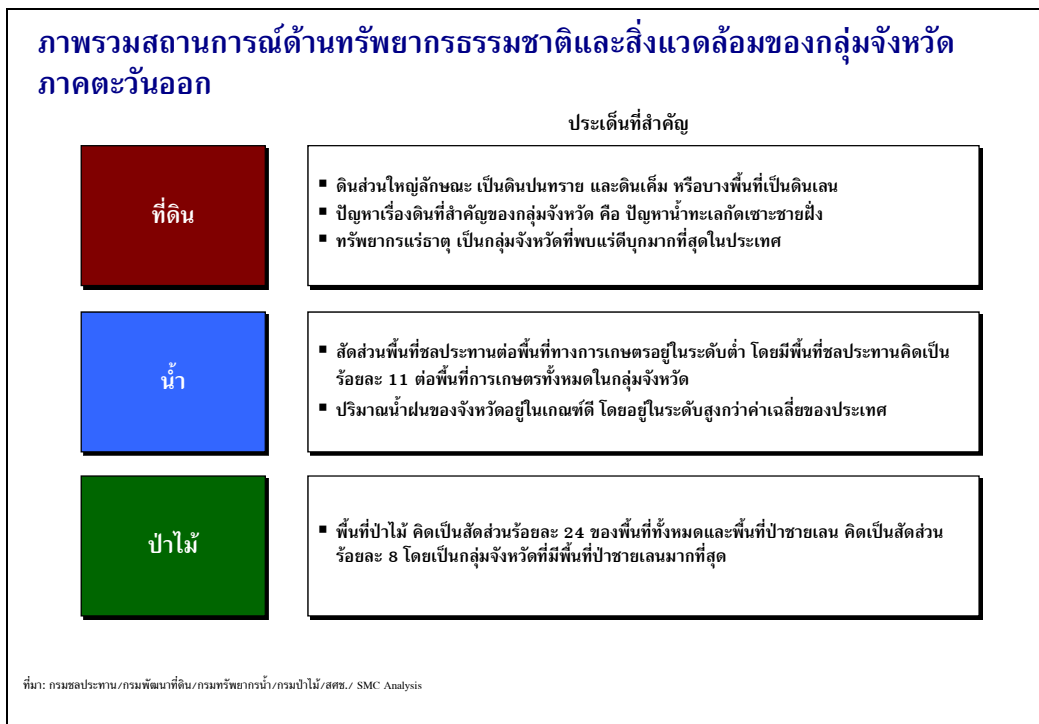 ภาพรวมสถานการณ์ด้านทรัพยากรธรรมชาติและสิ่งแวดล้อมของกลุ่มจังหวัด
ภาคตะวันออก
ประเด็นที่สำคัญ
ที่ดิน
▪ ดินส่วนใหญ่ลักษณะ เป็นดินปนทราย และดินเค็ม หรือบางพื้นที่เป็นดินเลน
▪ ปัญหาเรื่องดินที่สำคัญของกลุ่มจังหวัด คือ ปัญหาน้ำทะเลกัดเซาะชายฝั่ง
▪ ทรัพยากรแร่ธาตุ เป็นกลุ่มจังหวัดที่พบแร่ดีบุกมากที่สุดในประเทศ
น้ำ
▪ สัดส่วนพื้นที่ชลประทานต่อพื้นที่ทางการเกษตรอยู่ในระดับต่ำ โดยมีพื้นที่ชลประทานคิดเป็น
ร้อยละ 11 ต่อพื้นที่การเกษตรทั้งหมดในกลุ่มจังหวัด
▪ ปริมาณน้ำฝนของจังหวัดอยู่ในเกณฑ์ดี โดยอยู่ในระดับสูงกว่าค่าเฉลี่ยของประเทศ
ป่าไม้
▪ พื้นที่ป่าไม้ คิดเป็นสัดส่วนร้อยละ 24 ของพื้นที่ทั้งหมดและพื้นที่ป่าชายเลน คิดเป็นสัดส่วน
ร้อยละ 8 โดยเป็นกลุ่มจังหวัดที่มีพื้นที่ป่าชายเลนมากที่สุด
ที่มา: กรมชลประทาน/กรมพัฒนาที่ดิน/กรมทรัพยากรน้ำ/กรมป่าไม้/สศช./ SMC Analysis